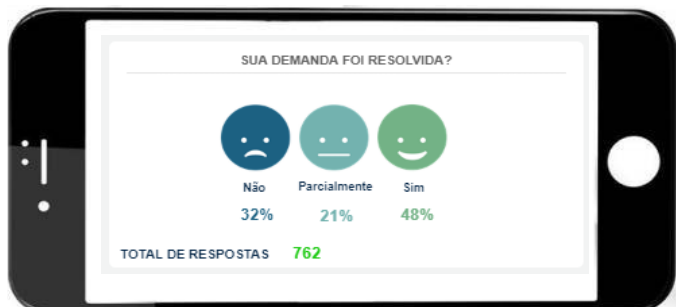 SUA DEMANDA FOI RESOLVIDA?
Não Parcialmente Sim
32% 21% 48%
TOTAL DE RESPOSTAS 762